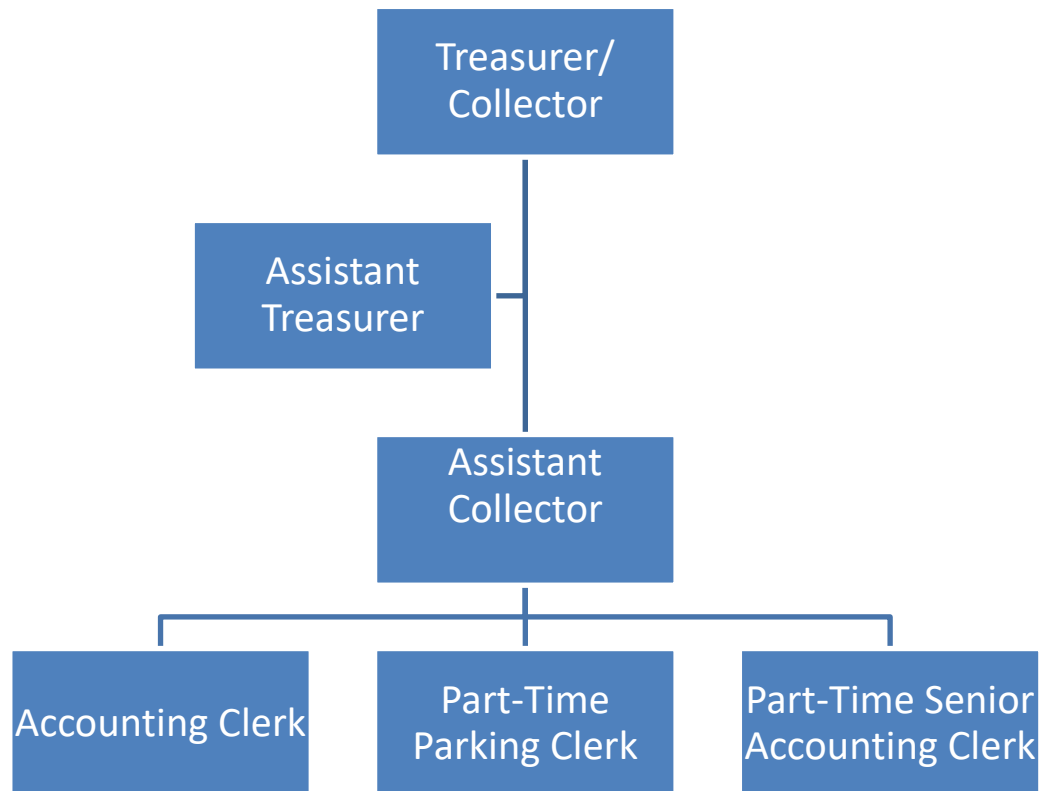 Treasurer/
Collector
Assistant
Treasurer
Assistant
Collector
Accounting Clerk
Part-Time
Parking Clerk
Part-Time Senior
Accounting Clerk